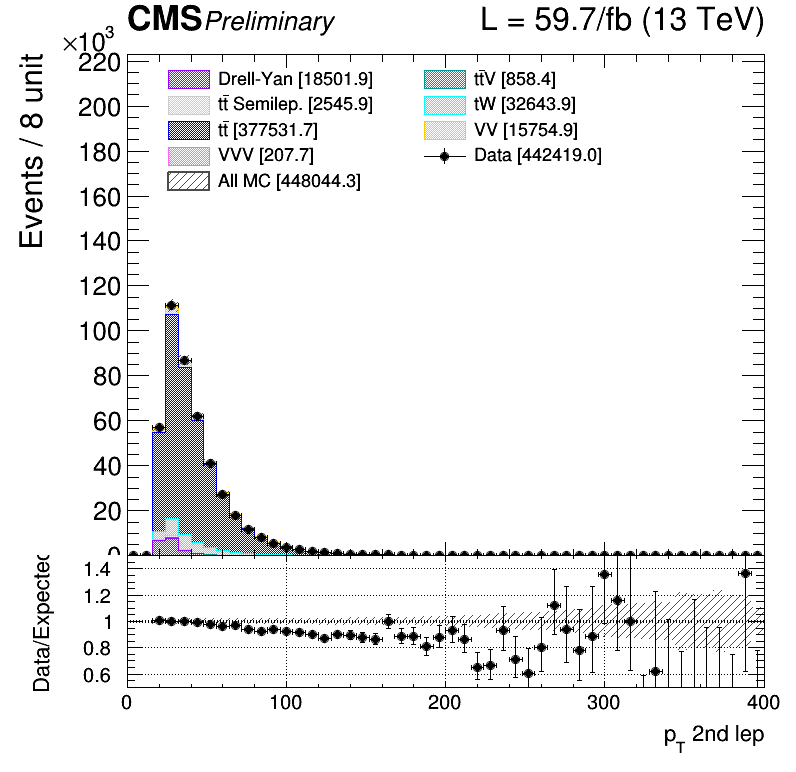 CMS Preliminary L = 59.7/fb (13 TeV)
×10³
Events / 8 unit
220
200
180
160
140
120
100
80
60
40
20
0
Drell-Yan [18501.9]
tt̄ Semilep. [2545.9]
tt̄ [377531.7]
VVV [207.7]
All MC [448044.3]
tt̄V [858.4]
tW [32643.9]
VV [15754.9]
Data [442419.0]
Data/Expected
1.4
1.2
1
0.8
0.6
0 100 200 300 400
p_T 2nd lep